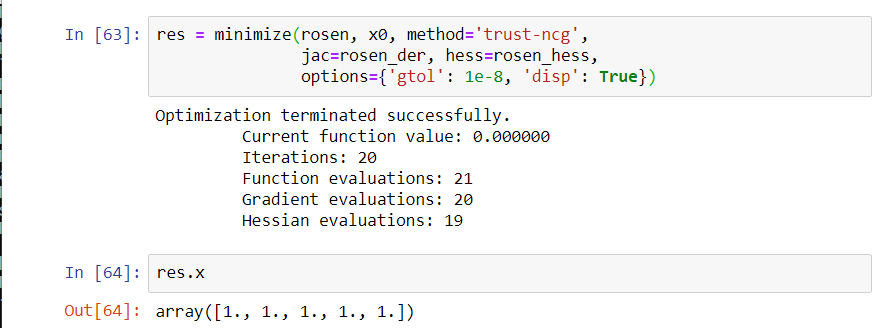 In [63]: res = minimize(rosen, x0, method='trust-ncg',
jac=rosen_der, hess=rosen_hess,
options={'gtol': 1e-8, 'disp': True})
Optimization terminated successfully.
Current function value: 0.000000
Iterations: 20
Function evaluations: 21
Gradient evaluations: 20
Hessian evaluations: 19
In [64]: res.x
Out[64]: array([1., 1., 1., 1., 1.])